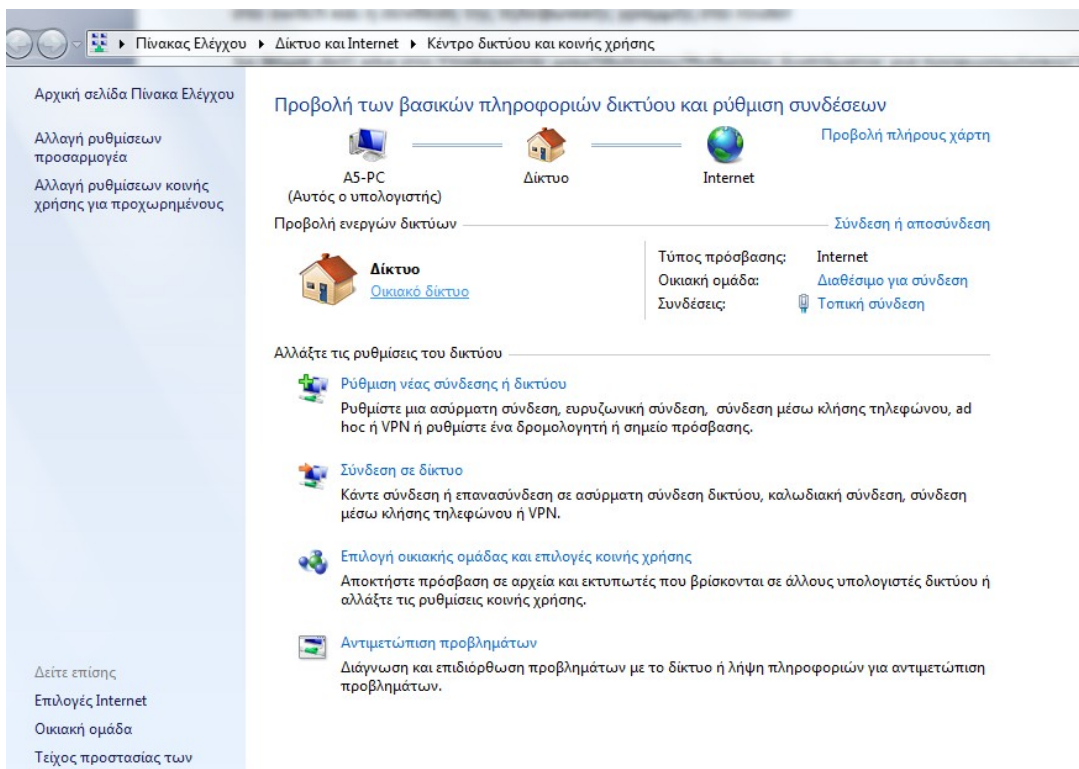 Πίνακας Ελέγχου ▸ Δίκτυο και Internet ▸ Κέντρο δικτύου και κοινής χρήσης
Αρχική σελίδα Πίνακα Ελέγχου
Αλλαγή ρυθμίσεων
προσαρμογέα
Αλλαγή ρυθμίσεων κοινής
χρήσης για προχωρημένους
Προβολή των βασικών πληροφοριών δικτύου και ρύθμιση συνδέσεων
Προβολή πλήρους χάρτη
A5-PC
(Αυτός ο υπολογιστής)
Δίκτυο
Internet
Προβολή ενεργών δικτύων
Σύνδεση ή αποσύνδεση
Δίκτυο
Οικιακό δίκτυο
Τύπος πρόσβασης: Internet
Οικιακή ομάδα: Διαθέσιμο για σύνδεση
Συνδέσεις: Τοπική σύνδεση
Αλλάξτε τις ρυθμίσεις του δικτύου
Ρύθμιση νέας σύνδεσης ή δικτύου
Ρυθμίστε μια ασύρματη σύνδεση, ευρυζωνική σύνδεση, σύνδεση μέσω κλήσης τηλεφώνου, ad
hoc ή VPN ή ρυθμίστε ένα δρομολογητή ή σημείο πρόσβασης.
Σύνδεση σε δίκτυο
Κάντε σύνδεση ή επανασύνδεση σε ασύρματη σύνδεση δικτύου, καλωδιακή σύνδεση, σύνδεση
μέσω κλήσης τηλεφώνου ή VPN.
Επιλογή οικιακής ομάδας και επιλογές κοινής χρήσης
Αποκτήστε πρόσβαση σε αρχεία και εκτυπωτές που βρίσκονται σε άλλους υπολογιστές δικτύου ή
αλλάξτε τις ρυθμίσεις κοινής χρήσης.
Αντιμετώπιση προβλημάτων
Διάγνωση και επιδιόρθωση προβλημάτων με το δίκτυο ή λήψη πληροφοριών για αντιμετώπιση
προβλημάτων.
Δείτε επίσης
Επιλογές Internet
Οικιακή ομάδα
Τείχος προστασίας των